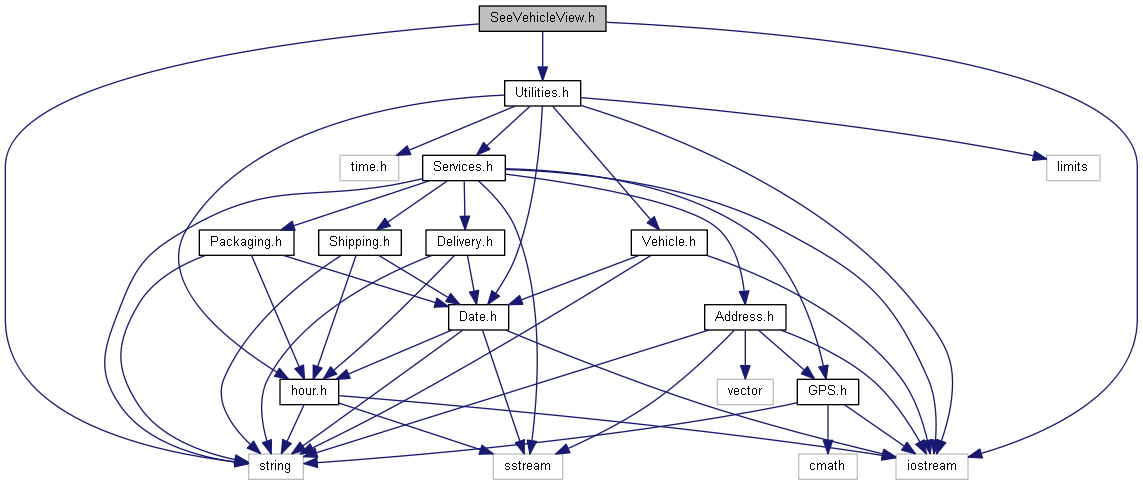 SeeVehicleView.h
Utilities.h
time.h
Services.h
limits
Packaging.h
Shipping.h
Delivery.h
Vehicle.h
Date.h
Address.h
hour.h
vector
GPS.h
string
sstream
cmath
iostream